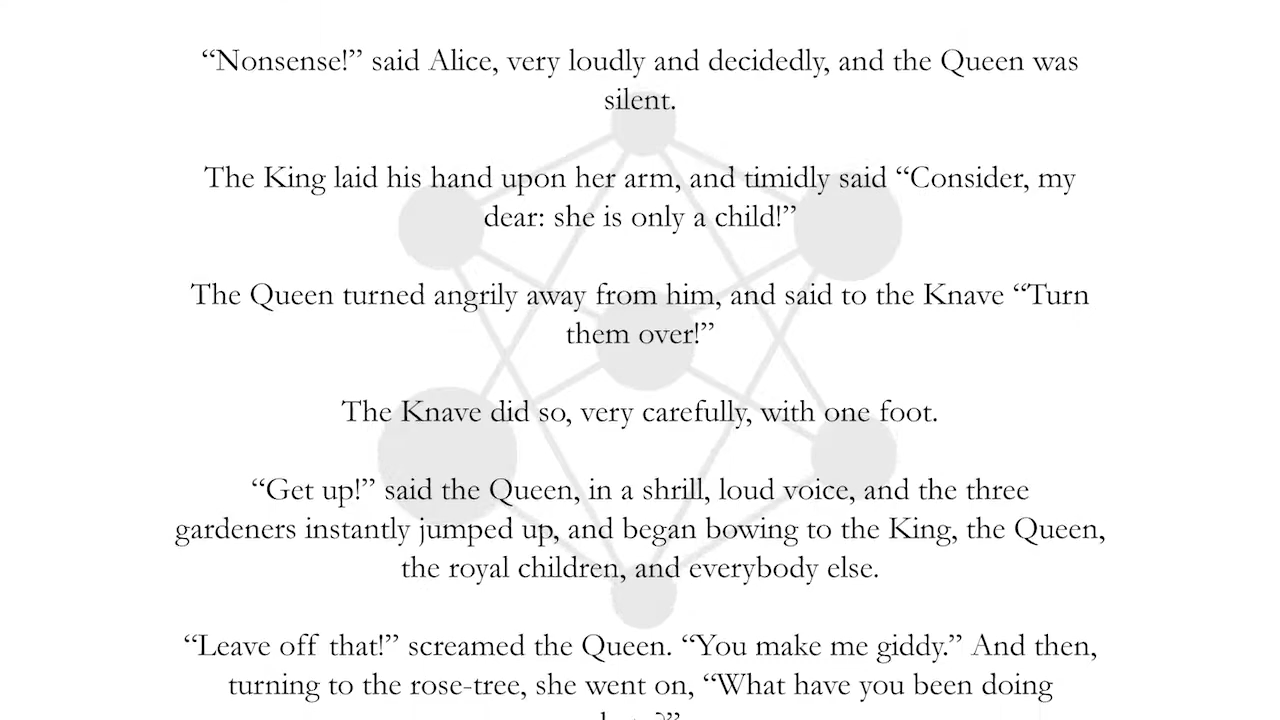 “Nonsense!” said Alice, very loudly and decidedly, and the Queen was
silent.
The King laid his hand upon her arm, and timidly said “Consider, my
dear: she is only a child!”
The Queen turned angrily away from him, and said to the Knave “Turn
them over!”
The Knave did so, very carefully, with one foot.
“Get up!” said the Queen, in a shrill, loud voice, and the three
gardeners instantly jumped up, and began bowing to the King, the Queen,
the royal children, and everybody else.
“Leave off that!” screamed the Queen. “You make me giddy.” And then,
turning to the rose-tree, she went on, “What have you been doing